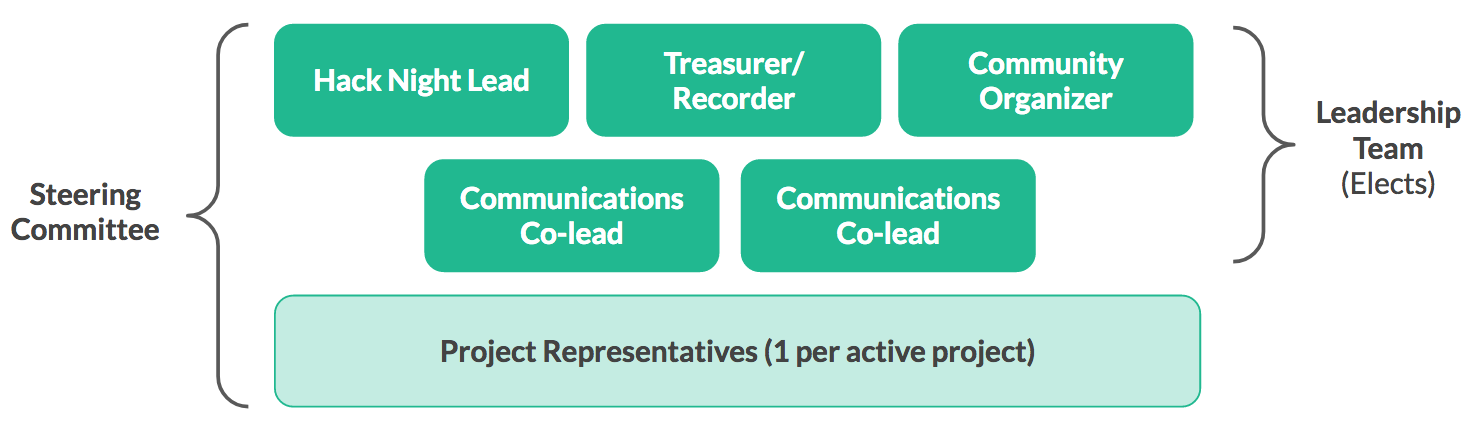 Steering
Committee
Hack Night Lead
Treasurer/
Recorder
Community
Organizer
Communications
Co-lead
Communications
Co-lead
Project Representatives (1 per active project)
Leadership
Team
(Elects)